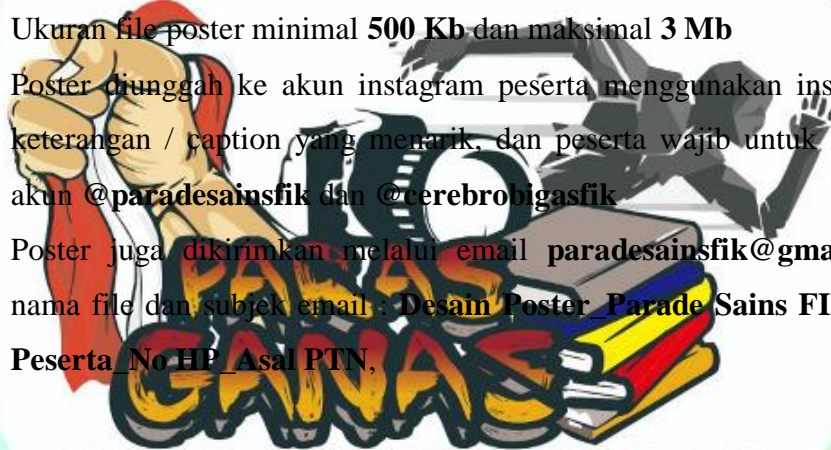 Ukuran file poster minimal 500 Kb dan maksimal 3 Mb
Poster diunggah ke akun instagram peserta menggunakan ins
keterangan / caption yang menarik, dan peserta wajib untuk
akun @paradesainsfik dan @cerebrobigasfik
Poster juga dikirimkan melalui email paradesainsfik@gma
nama file dan subjek email : Desain Poster_Parade Sains FI
Peserta_No HP_Asal PTN,
PARAS
GANAS